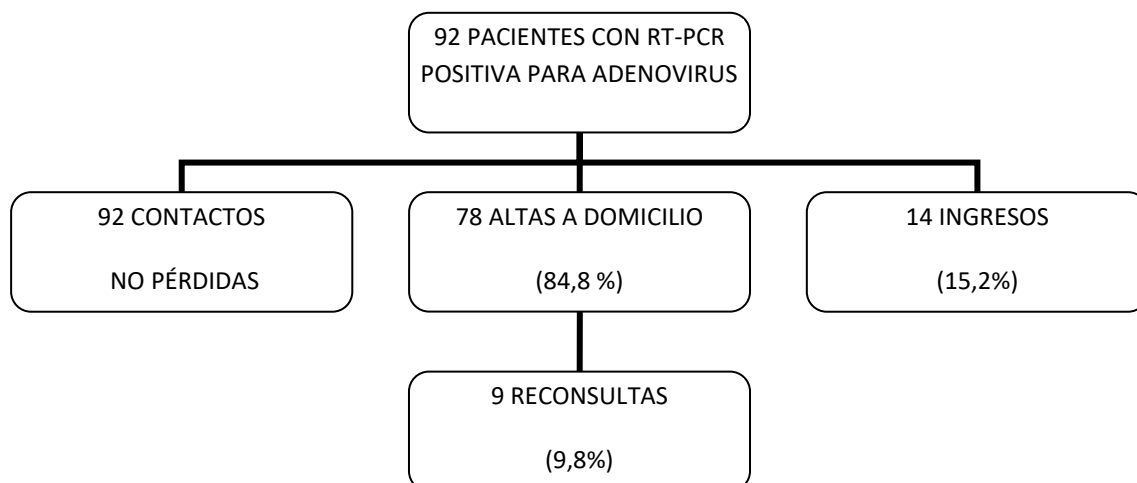 92 PACIENTES CON RT-PCR
POSITIVA PARA ADENOVIRUS
92 CONTACTOS
NO PÉRDIDAS
78 ALTAS A DOMICILIO
(84,8 %)
14 INGRESOS
(15,2%)
9 RECONSULTAS
(9,8%)